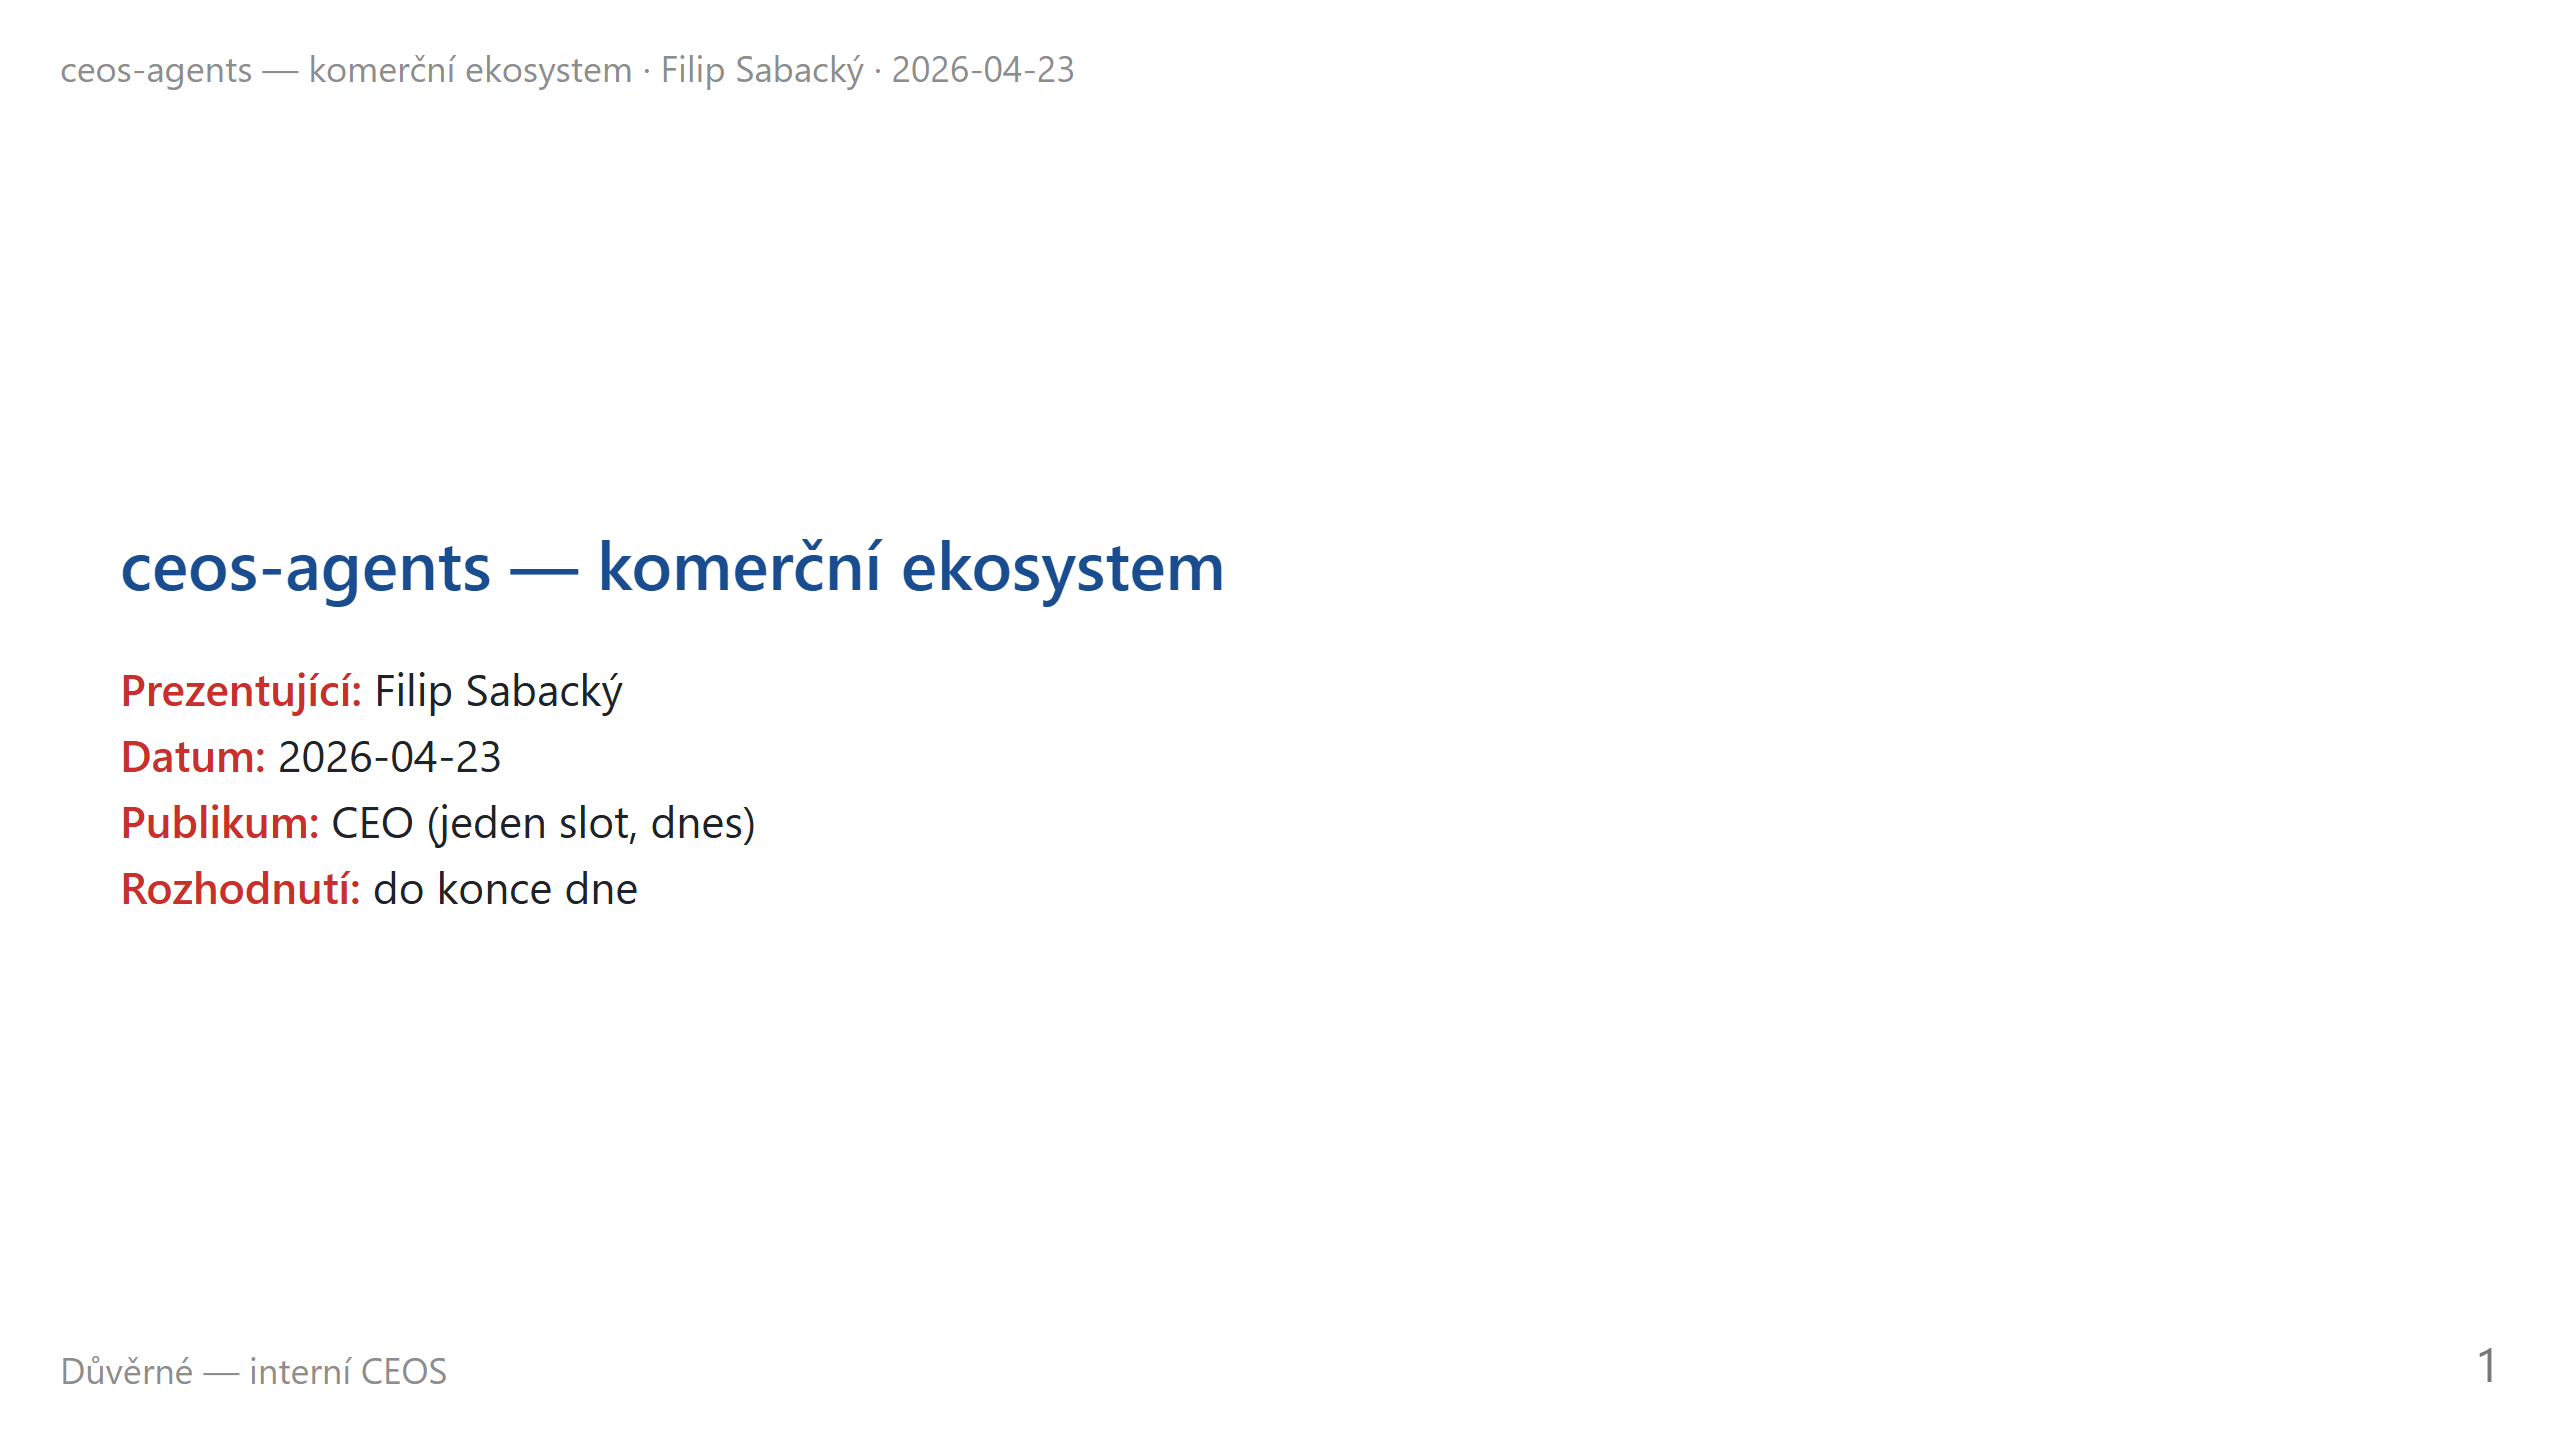 ceos-agents — komerční ekosystem · Filip Sabacký · 2026-04-23
ceos-agents — komerční ekosystem
Prezentující: Filip Sabacký
Datum: 2026-04-23
Publikum: CEO (jeden slot, dnes)
Rozhodnutí: do konce dne
Důvěrné — interní CEOS
1